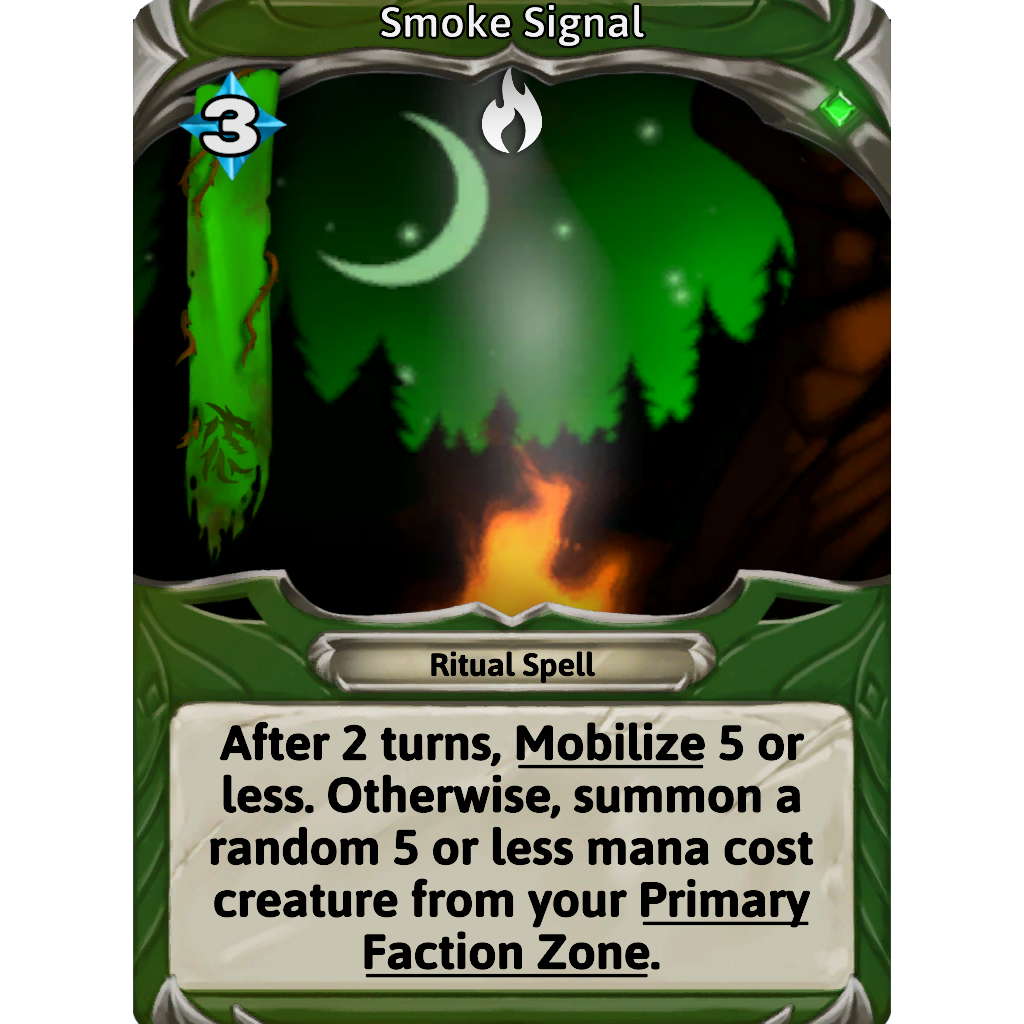 Smoke Signal
3
Ritual Spell
After 2 turns, Mobilize 5 or
less. Otherwise, summon a
random 5 or less mana cost
creature from your Primary
Faction Zone.